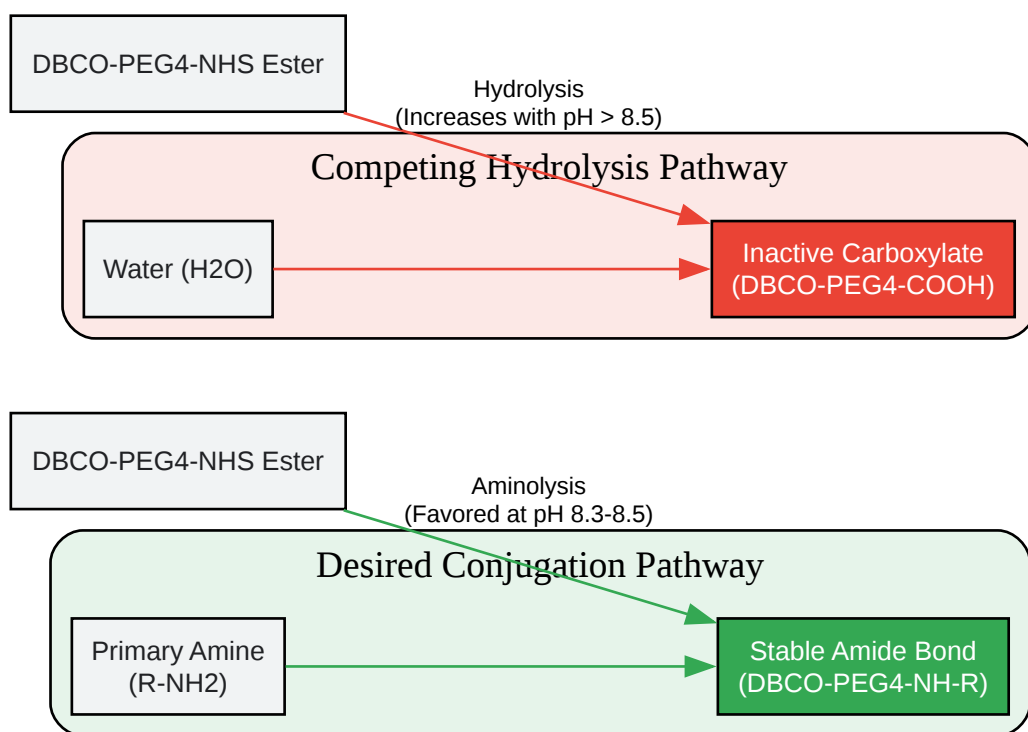 DBCO-PEG4-NHS Ester
Hydrolysis
(Increases with pH > 8.5)
Competing Hydrolysis Pathway
Water (H2O)
Inactive Carboxylate
(DBCO-PEG4-COOH)
DBCO-PEG4-NHS Ester
Aminolysis
(Favored at pH 8.3-8.5)
Desired Conjugation Pathway
Primary Amine
(R-NH2)
Stable Amide Bond
(DBCO-PEG4-NH-R)